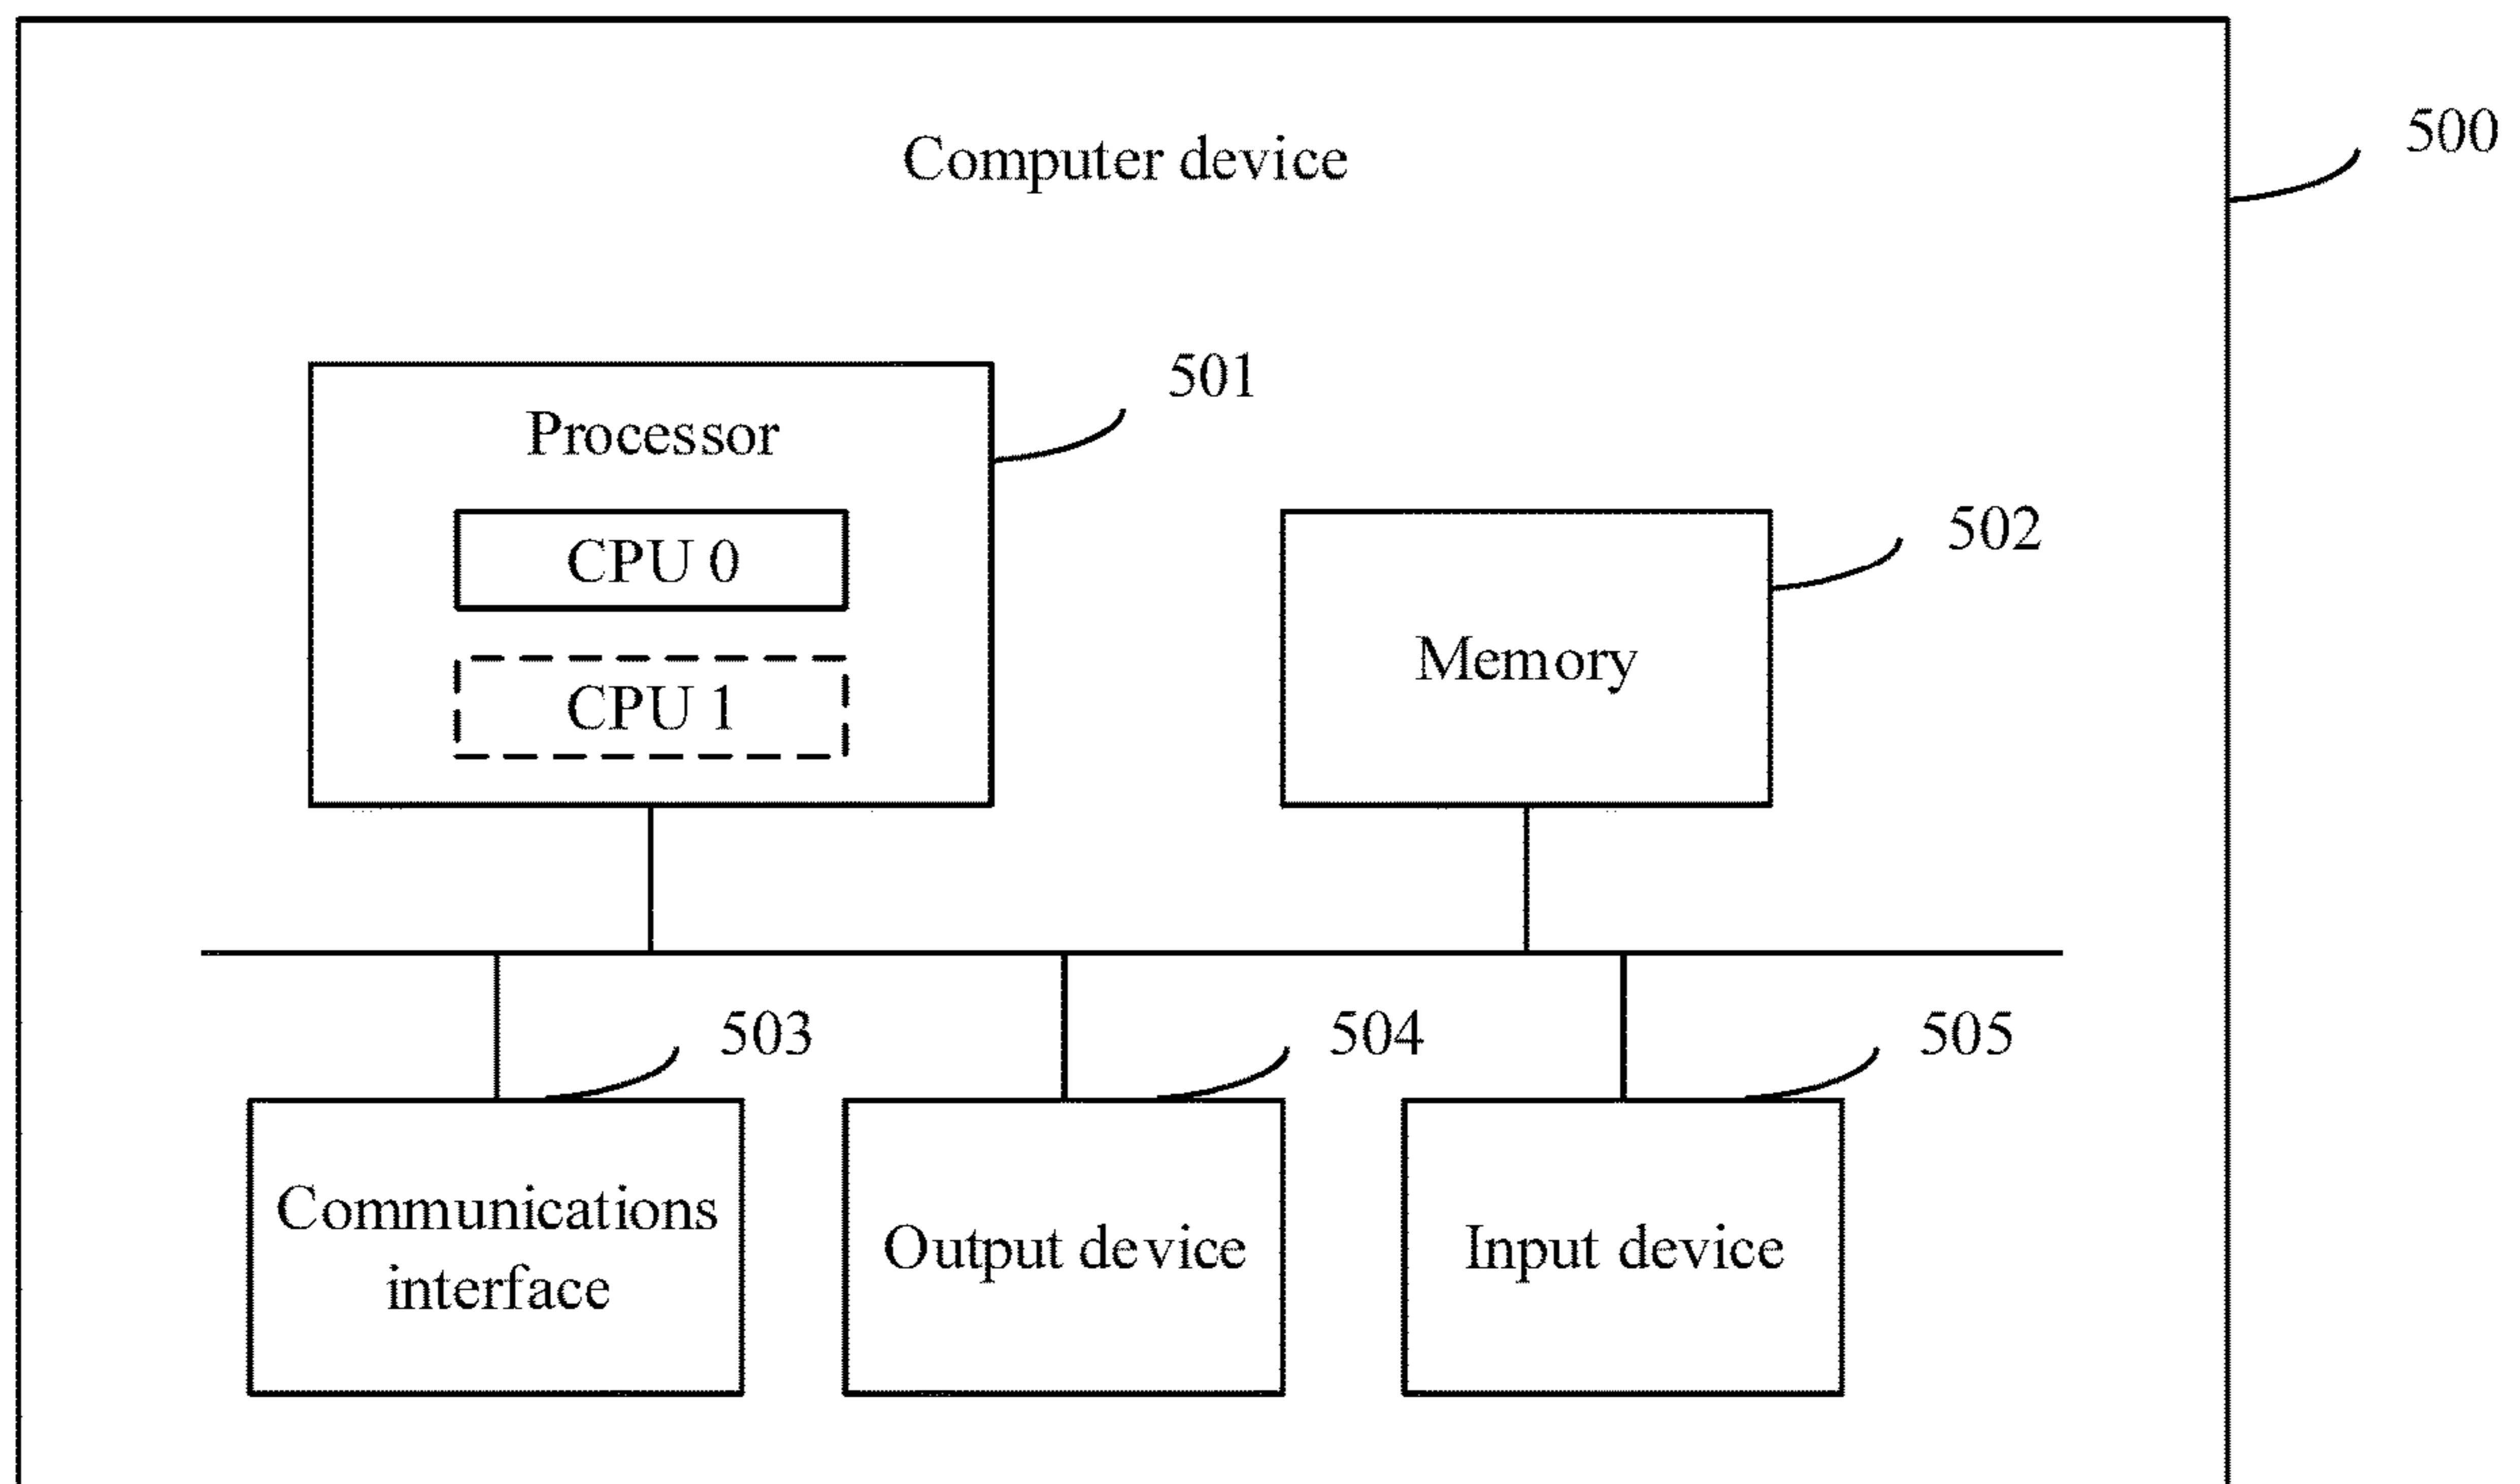 Computer device
500
Processor
501
CPU 0
CPU 1
Memory
502
503
504
505
Communications
interface
Output device
Input device